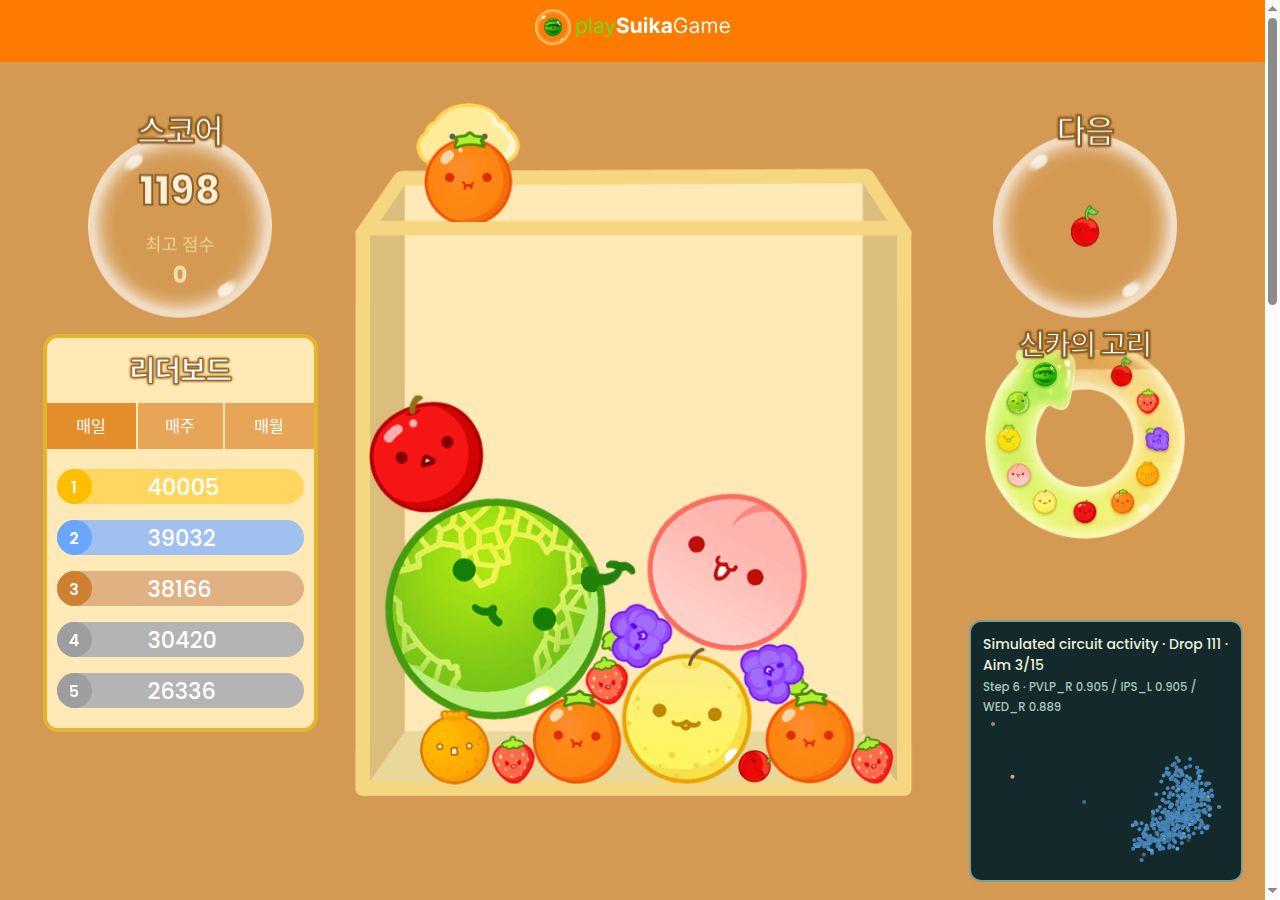 playSuikaGame
스코어
1198
최고 점수
0
다음
신카의 고리
리더보드
매일 매주 매월
1 40005
2 39032
3 38166
4 30420
5 26336
Simulated circuit activity · Drop 111 ·
Aim 3/15
Step 6 · PVLP_R 0.905 / IPS_L 0.905 /
WED_R 0.889